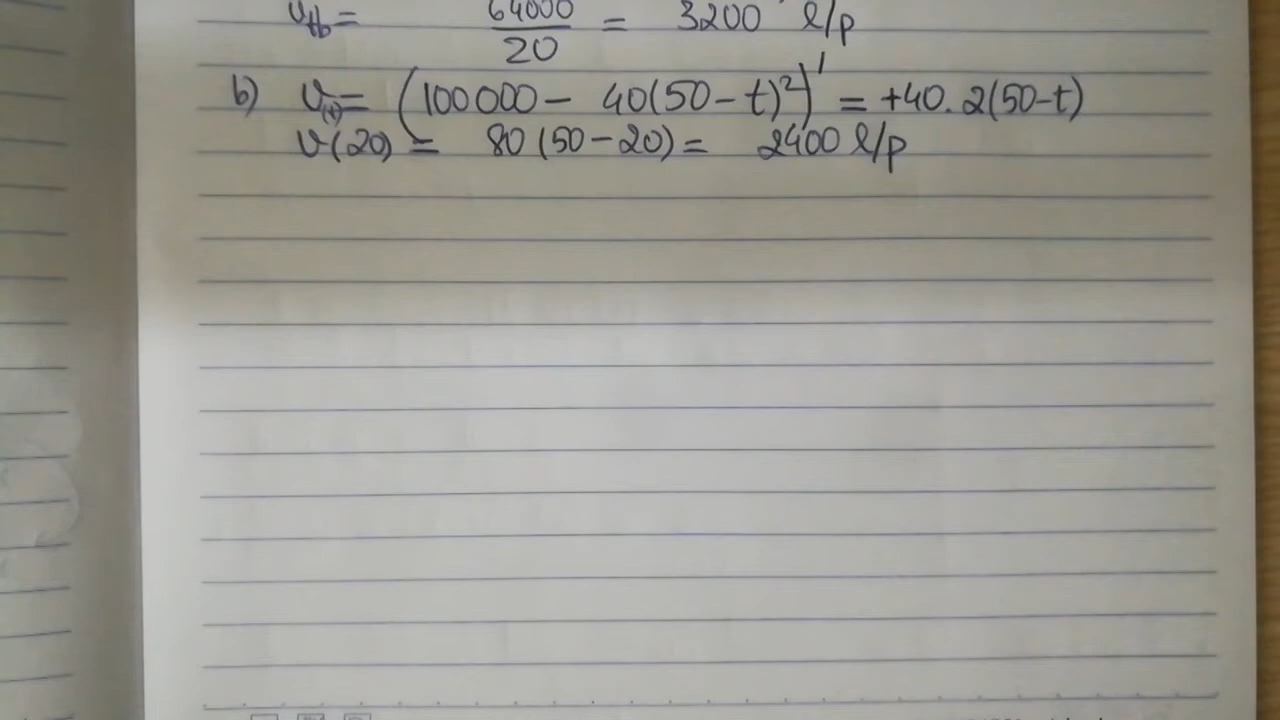 v_tb = 64000/20 = 3200 l/p
b) v(t) = (100000 - 40(50-t)²)' = +40.2(50-t)
v(20) = 80(50-20) = 2400 l/p